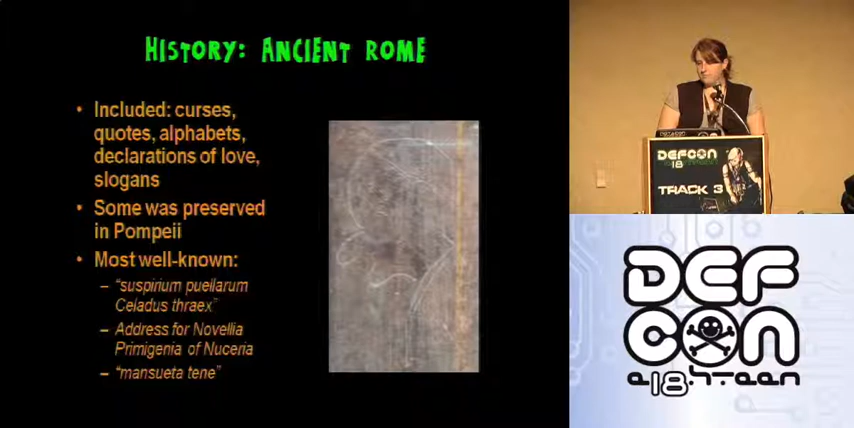 HISTORY: ANCIENT ROME
• Included: curses,
quotes, alphabets,
declarations of love,
slogans
• Some was preserved
in Pompeii
• Most well-known:
– “suspirium puellarum
Celadus thraex”
– Address for Novellia
Primigenia of Nuceria
– “mansueta tene”
DEFCON
18
TRACK 3
DEF
CON
e18hteen